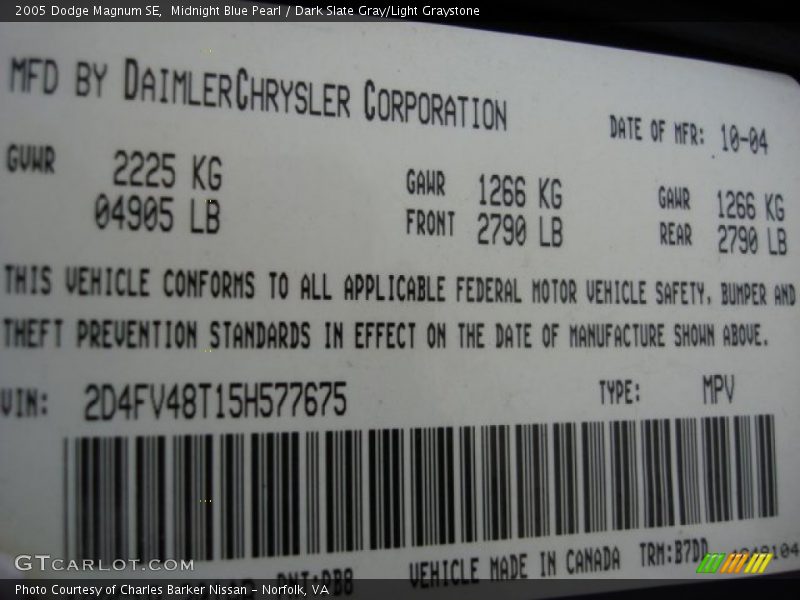 2005 Dodge Magnum SE, Midnight Blue Pearl / Dark Slate Gray/Light Graystone
MFD BY DAIMLERCHRYSLER CORPORATION
DATE OF MFR: 10-04
GVWR 2225 KG GAWR 1266 KG GAWR 1266 KG
04905 LB FRONT 2790 LB REAR 2790 LB
THIS VEHICLE CONFORMS TO ALL APPLICABLE FEDERAL MOTOR VEHICLE SAFETY, BUMPER AND
THEFT PREVENTION STANDARDS IN EFFECT ON THE DATE OF MANUFACTURE SHOWN ABOVE.
VIN: 2D4FV48T15H577675 TYPE: MPV
PNT:PB8 VEHICLE MADE IN CANADA TRM:B7DD
GTCARLOT.COM
Photo Courtesy of Charles Barker Nissan - Norfolk, VA